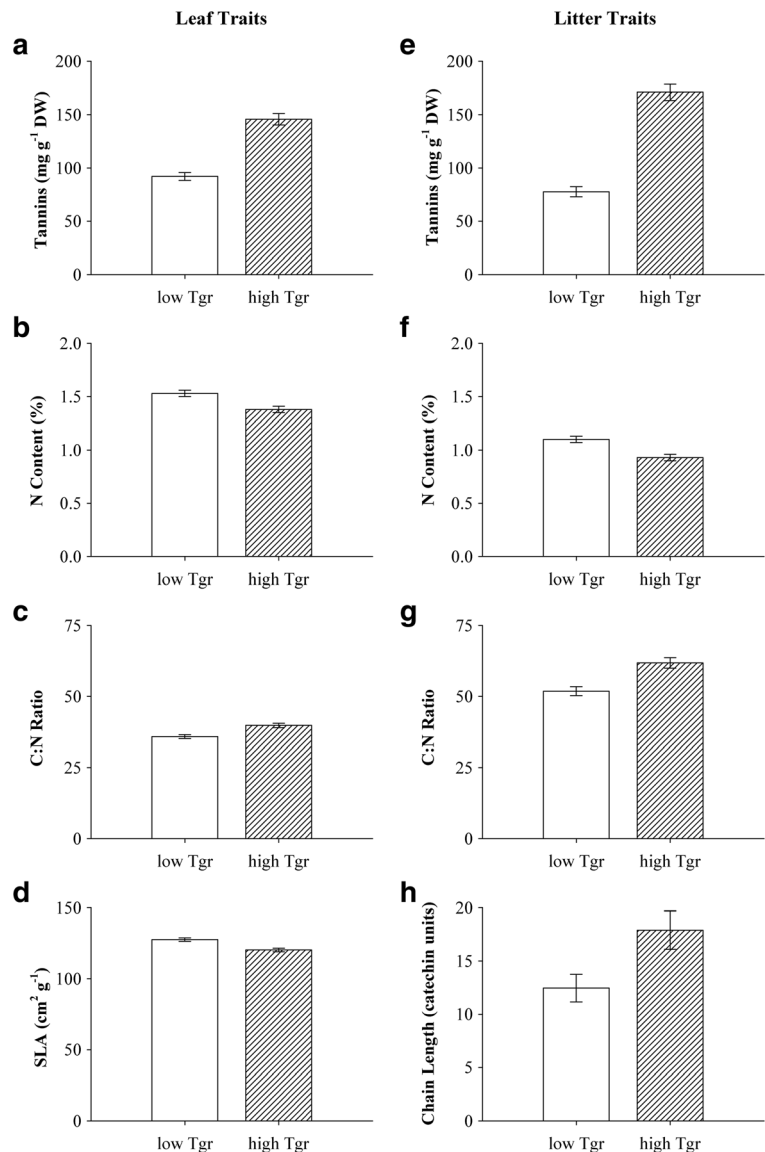 Leaf Traits
Litter Traits
a
Tannins (mg g⁻¹ DW)
200
150
100
50
0
low Tgr
high Tgr
e
Tannins (mg g⁻¹ DW)
200
150
100
50
0
low Tgr
high Tgr
b
N Content (%)
2.0
1.5
1.0
0.5
0.0
low Tgr
high Tgr
f
N Content (%)
2.0
1.5
1.0
0.5
0.0
low Tgr
high Tgr
c
C:N Ratio
75
50
25
0
low Tgr
high Tgr
g
C:N Ratio
75
50
25
0
low Tgr
high Tgr
d
SLA (cm² g⁻¹)
150
100
50
0
low Tgr
high Tgr
h
Chain Length (catechin units)
20
15
10
5
0
low Tgr
high Tgr